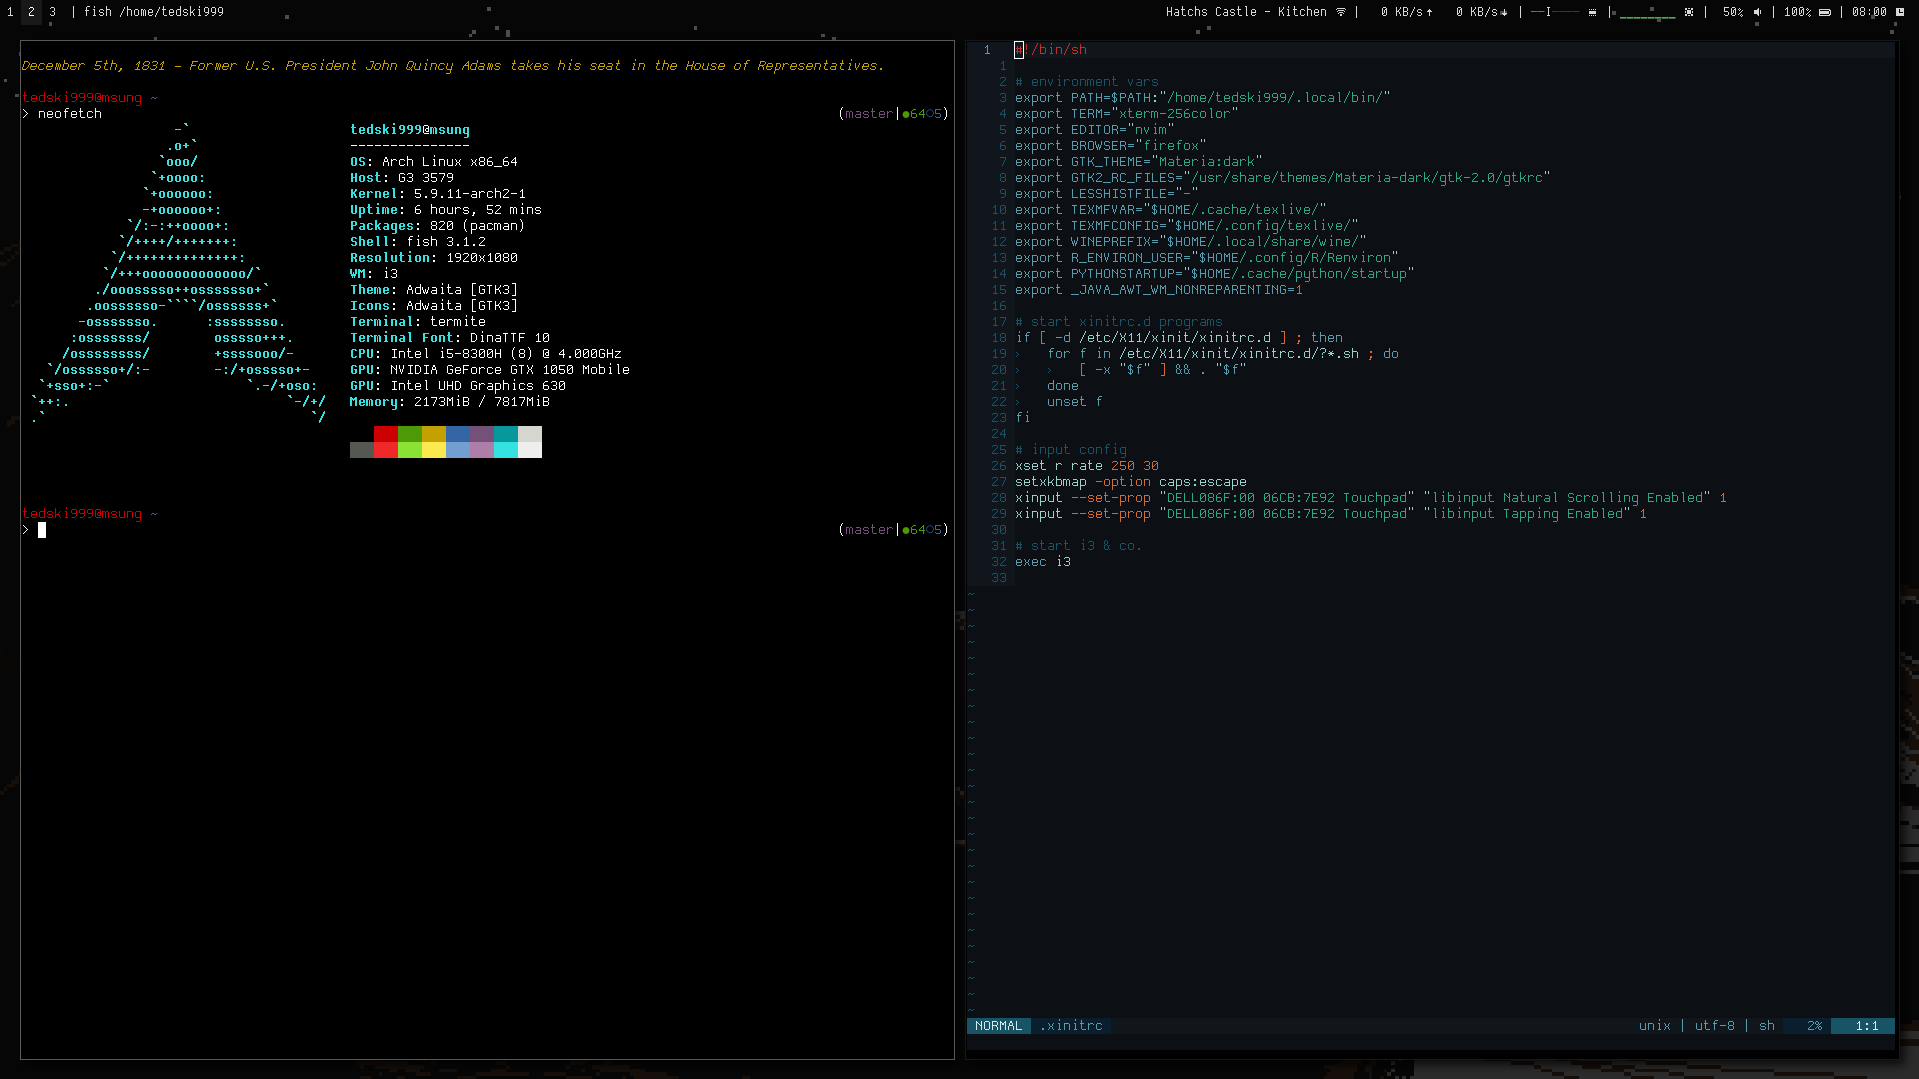 1 2 3 | fish /home/tedski999
Hatchs Castle - Kitchen | 0 KB/s 0 KB/s | | | 50% | 100% | 08:00
December 5th, 1831 - Former U.S. President John Quincy Adams takes his seat in the House of Representatives.
tedski999@msung ~
> neofetch (master|●64○5)
-`
.o+`
`ooo/
`+oooo:
`+oooooo:
-+oooooo+:
`/:-:++oooo+:
`/++++/+++++++:
`/++++++++++++++:
`/+++ooooooooooooo/`
./ooosssso++osssssso+`
.oossssso-````/ossssss+`
-osssssso. :ssssssso.
:osssssss/ osssso+++.
/ossssssss/ +ssssooo/-
`/ossssso+/:- -:/+osssso+-
`+sso+:-` `.-/+oso:
`++:. `-/+/
.` `/
tedski999@msung
---------------
OS: Arch Linux x86_64
Host: G3 3579
Kernel: 5.9.11-arch2-1
Uptime: 6 hours, 52 mins
Packages: 820 (pacman)
Shell: fish 3.1.2
Resolution: 1920x1080
WM: i3
Theme: Adwaita [GTK3]
Icons: Adwaita [GTK3]
Terminal: termite
Terminal Font: DinaTTF 10
CPU: Intel i5-8300H (8) @ 4.000GHz
GPU: NVIDIA GeForce GTX 1050 Mobile
GPU: Intel UHD Graphics 630
Memory: 2173MiB / 7817MiB
tedski999@msung ~
> (master|●64○5)
1 #!/bin/sh
1
2 # environment vars
3 export PATH=$PATH:"/home/tedski999/.local/bin/"
4 export TERM="xterm-256color"
5 export EDITOR="nvim"
6 export BROWSER="firefox"
7 export GTK_THEME="Materia:dark"
8 export GTK2_RC_FILES="/usr/share/themes/Materia-dark/gtk-2.0/gtkrc"
9 export LESSHISTFILE="-"
10 export TEXMFVAR="$HOME/.cache/texlive/"
11 export TEXMFCONFIG="$HOME/.config/texlive/"
12 export WINEPREFIX="$HOME/.local/share/wine/"
13 export R_ENVIRON_USER="$HOME/.config/R/Renviron"
14 export PYTHONSTARTUP="$HOME/.cache/python/startup"
15 export _JAVA_AWT_WM_NONREPARENTING=1
16
17 # start xinitrc.d programs
18 if [ -d /etc/X11/xinit/xinitrc.d ] ; then
19 › for f in /etc/X11/xinit/xinitrc.d/?*.sh ; do
20 › › [ -x "$f" ] && . "$f"
21 › done
22 › unset f
23 fi
24
25 # input config
26 xset r rate 250 30
27 setxkbmap -option caps:escape
28 xinput --set-prop "DELL086F:00 06CB:7E92 Touchpad" "libinput Natural Scrolling Enabled" 1
29 xinput --set-prop "DELL086F:00 06CB:7E92 Touchpad" "libinput Tapping Enabled" 1
30
31 # start i3 & co.
32 exec i3
33
NORMAL .xinitrc unix | utf-8 | sh 2% 1:1